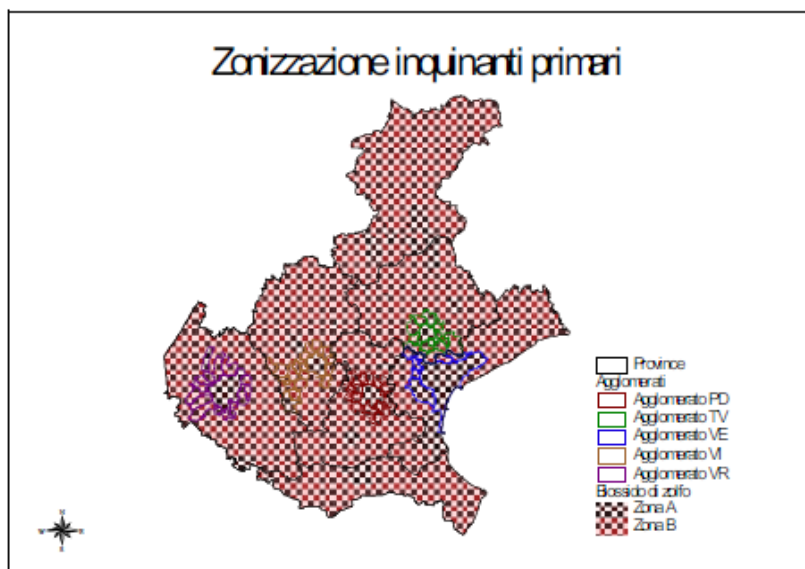 Zonizzazione inquinanti primari
Province
Agglomerati
Agglomerato PD
Agglomerato TV
Agglomerato VE
Agglomerato VI
Agglomerato VR
Biossido di zolfo
Zona A
Zona B